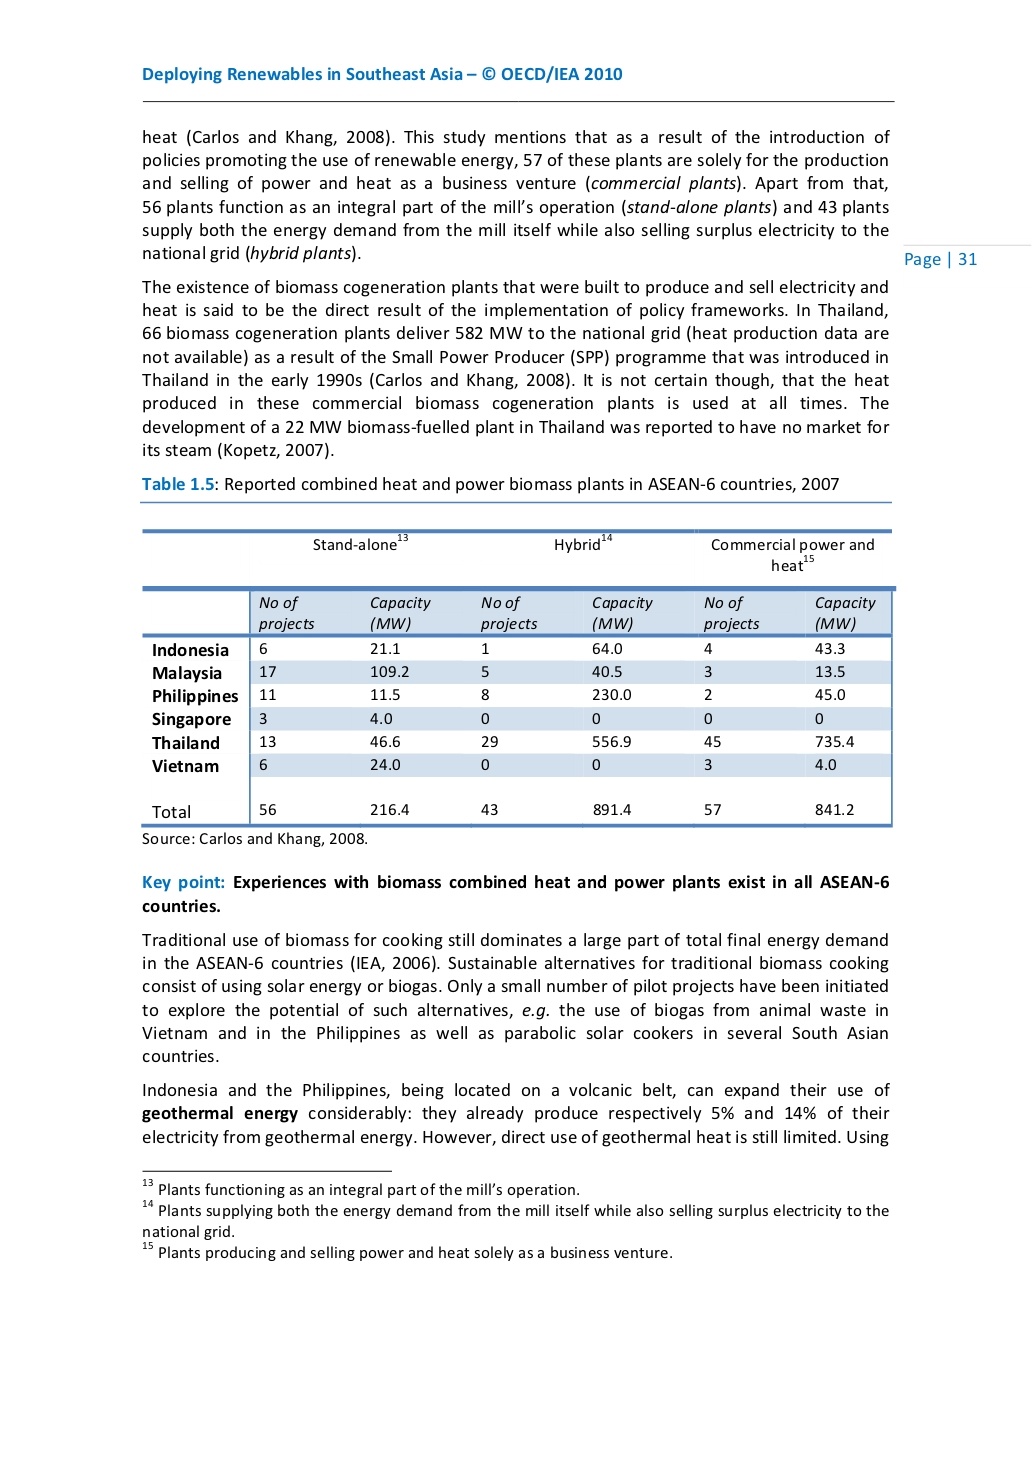 Deploying Renewables in Southeast Asia – © OECD/IEA 2010
heat (Carlos and Khang, 2008). This study mentions that as a result of the introduction of
policies promoting the use of renewable energy, 57 of these plants are solely for the production
and selling of power and heat as a business venture (commercial plants). Apart from that,
56 plants function as an integral part of the mill’s operation (stand-alone plants) and 43 plants
supply both the energy demand from the mill itself while also selling surplus electricity to the
national grid (hybrid plants).
Page | 31
The existence of biomass cogeneration plants that were built to produce and sell electricity and
heat is said to be the direct result of the implementation of policy frameworks. In Thailand,
66 biomass cogeneration plants deliver 582 MW to the national grid (heat production data are
not available) as a result of the Small Power Producer (SPP) programme that was introduced in
Thailand in the early 1990s (Carlos and Khang, 2008). It is not certain though, that the heat
produced in these commercial biomass cogeneration plants is used at all times. The
development of a 22 MW biomass-fuelled plant in Thailand was reported to have no market for
its steam (Kopetz, 2007).
Table 1.5: Reported combined heat and power biomass plants in ASEAN-6 countries, 2007
Stand-alone13 Hybrid14 Commercial power and
heat15
No of Capacity No of Capacity No of Capacity
projects (MW) projects (MW) projects (MW)
Indonesia 6 21.1 1 64.0 4 43.3
Malaysia 17 109.2 5 40.5 3 13.5
Philippines 11 11.5 8 230.0 2 45.0
Singapore 3 4.0 0 0 0 0
Thailand 13 46.6 29 556.9 45 735.4
Vietnam 6 24.0 0 0 3 4.0
Total 56 216.4 43 891.4 57 841.2
Source: Carlos and Khang, 2008.
Key point: Experiences with biomass combined heat and power plants exist in all ASEAN-6
countries.
Traditional use of biomass for cooking still dominates a large part of total final energy demand
in the ASEAN-6 countries (IEA, 2006). Sustainable alternatives for traditional biomass cooking
consist of using solar energy or biogas. Only a small number of pilot projects have been initiated
to explore the potential of such alternatives, e.g. the use of biogas from animal waste in
Vietnam and in the Philippines as well as parabolic solar cookers in several South Asian
countries.
Indonesia and the Philippines, being located on a volcanic belt, can expand their use of
geothermal energy considerably: they already produce respectively 5% and 14% of their
electricity from geothermal energy. However, direct use of geothermal heat is still limited. Using
13 Plants functioning as an integral part of the mill’s operation.
14 Plants supplying both the energy demand from the mill itself while also selling surplus electricity to the
national grid.
15 Plants producing and selling power and heat solely as a business venture.